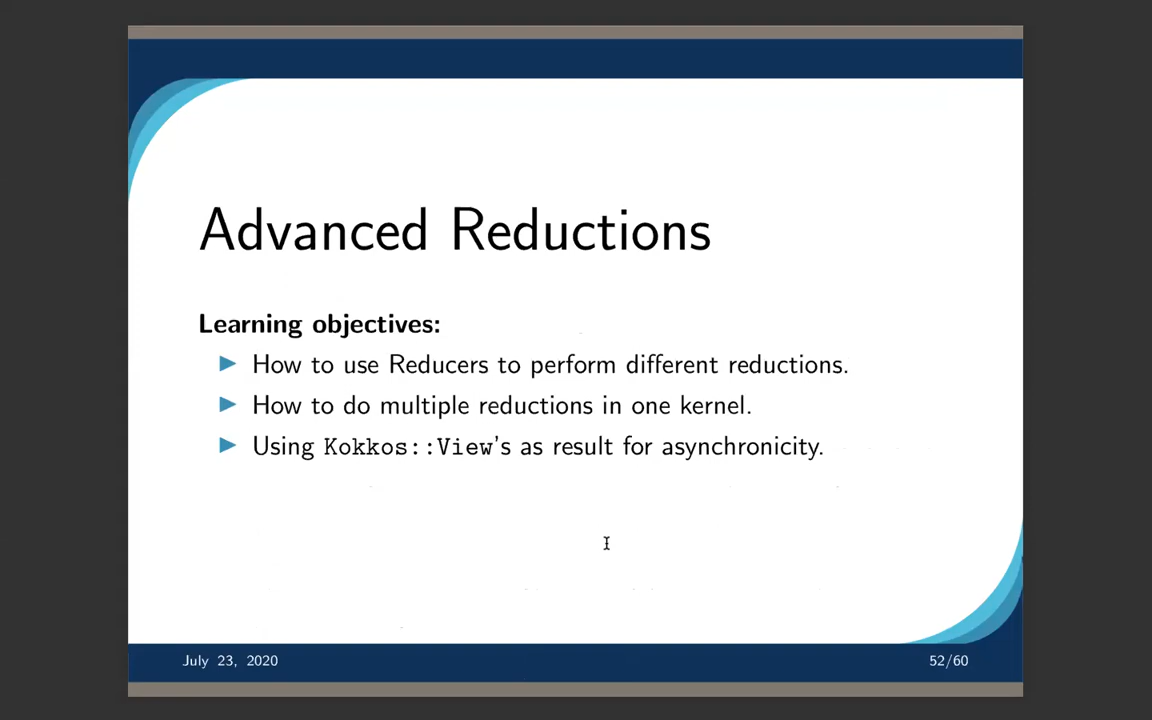 Advanced Reductions
Learning objectives:
▶ How to use Reducers to perform different reductions.
▶ How to do multiple reductions in one kernel.
▶ Using Kokkos::View's as result for asynchronicity.
July 23, 2020
52/60